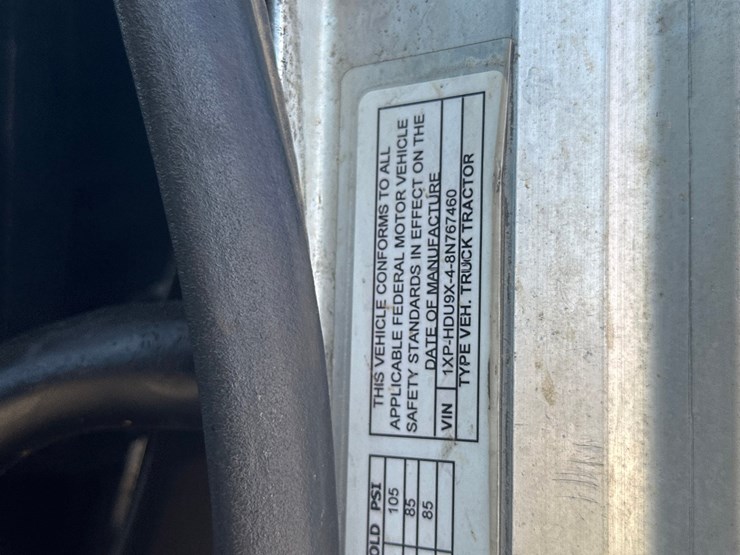 THIS VEHICLE CONFORMS TO ALL
APPLICABLE FEDERAL MOTOR VEHICLE
SAFETY STANDARDS IN EFFECT ON THE
DATE OF MANUFACTURE
VIN 1XP-HDU9X-4-8N767460
TYPE VEH. TRUCK TRACTOR
OLD PSI
105
85
85